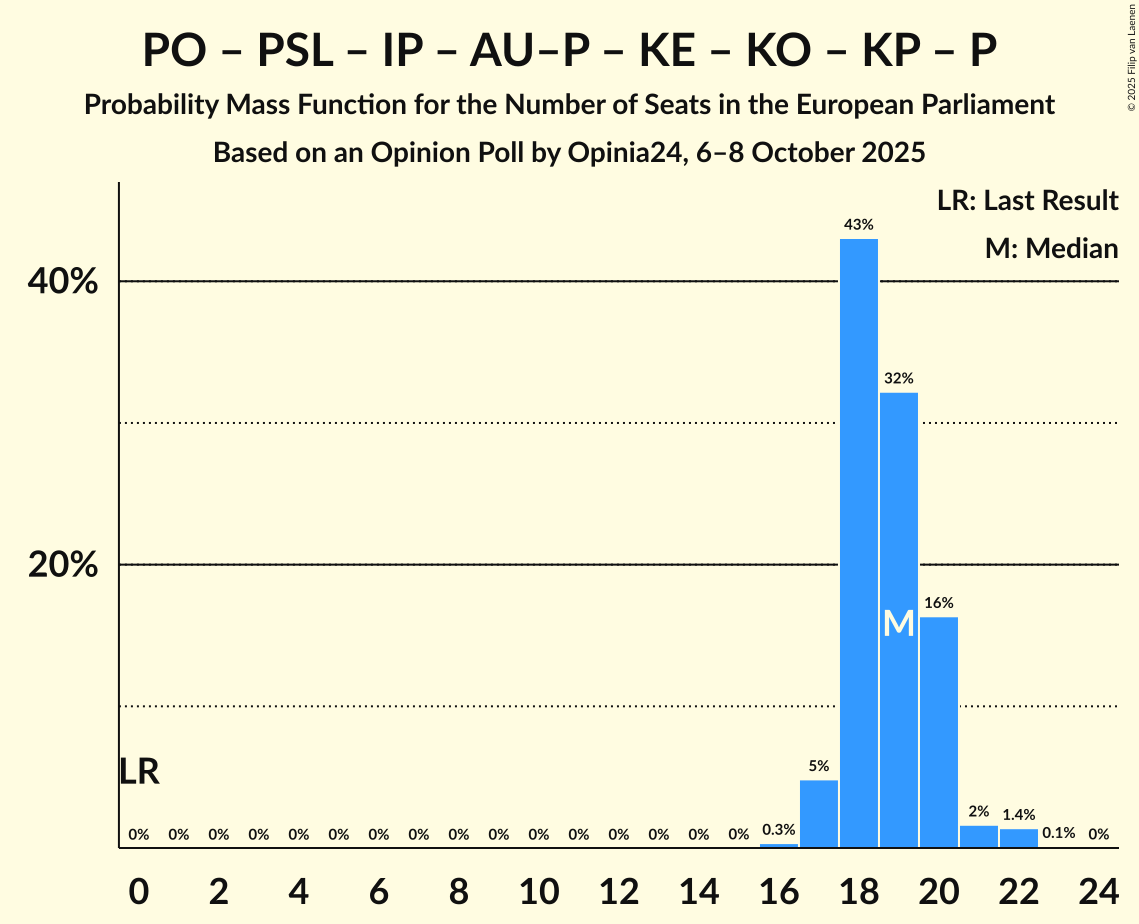 PO – PSL – IP – AU–P – KE – KO – KP – P
Probability Mass Function for the Number of Seats in the European Parliament
Based on an Opinion Poll by Opinia24, 6–8 October 2025
© 2025 Filip van Laenen
LR: Last Result
M: Median
43%
40%
32%
20%
16%
M
LR
5%
2%
1.4%
0% 0% 0% 0% 0% 0% 0% 0% 0% 0% 0% 0% 0% 0% 0% 0% 0.3% 0.1% 0%
0 2 4 6 8 10 12 14 16 18 20 22 24